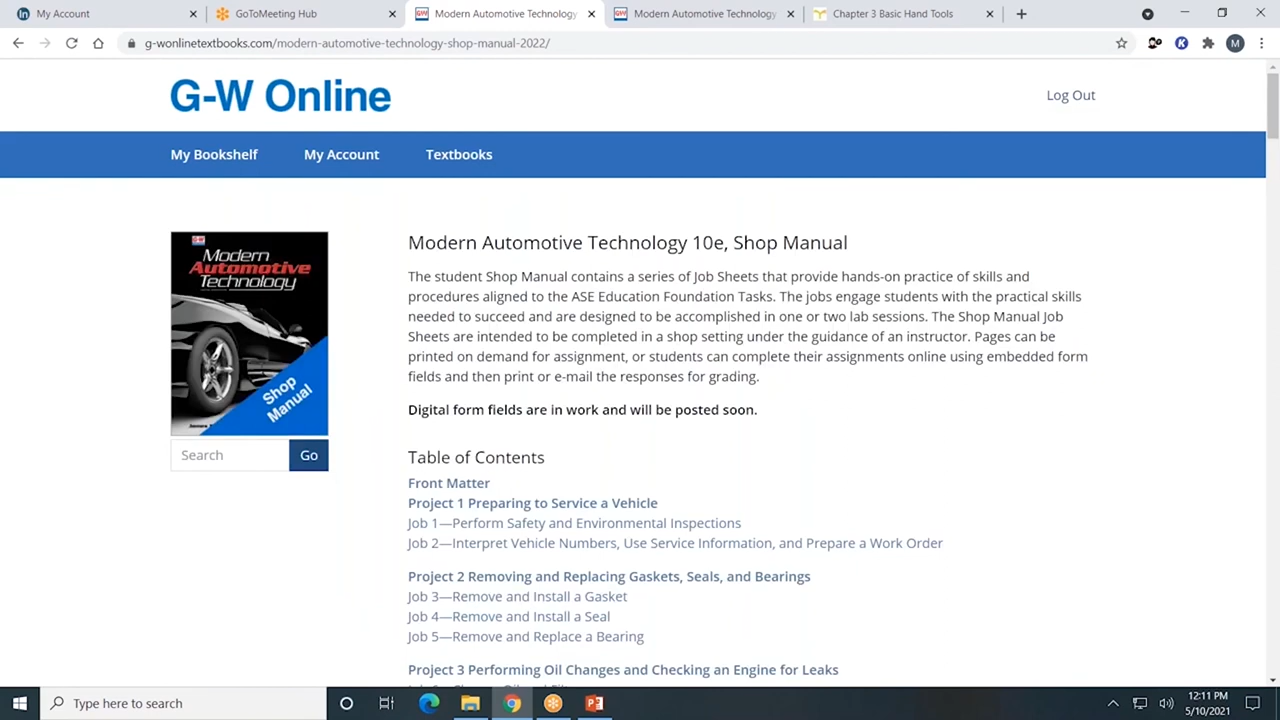 My Account
GoToMeeting Hub
Modern Automotive Technology
Modern Automotive Technology
Chapter 3 Basic Hand Tools
g-wonlinetextbooks.com/modern-automotive-technology-shop-manual-2022/
M
G-W Online
Log Out
My Bookshelf
My Account
Textbooks
G-W
Modern
Automotive
Technology
Shop
Manual
Search
Go
Modern Automotive Technology 10e, Shop Manual
The student Shop Manual contains a series of Job Sheets that provide hands-on practice of skills and
procedures aligned to the ASE Education Foundation Tasks. The jobs engage students with the practical skills
needed to succeed and are designed to be accomplished in one or two lab sessions. The Shop Manual Job
Sheets are intended to be completed in a shop setting under the guidance of an instructor. Pages can be
printed on demand for assignment, or students can complete their assignments online using embedded form
fields and then print or e-mail the responses for grading.
Digital form fields are in work and will be posted soon.
Table of Contents
Front Matter
Project 1 Preparing to Service a Vehicle
Job 1—Perform Safety and Environmental Inspections
Job 2—Interpret Vehicle Numbers, Use Service Information, and Prepare a Work Order
Project 2 Removing and Replacing Gaskets, Seals, and Bearings
Job 3—Remove and Install a Gasket
Job 4—Remove and Install a Seal
Job 5—Remove and Replace a Bearing
Project 3 Performing Oil Changes and Checking an Engine for Leaks
Type here to search
12:11 PM
5/10/2021